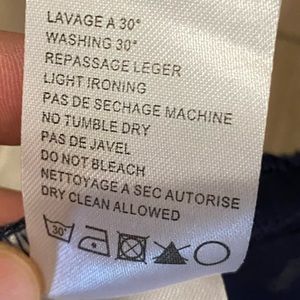 LAVAGE A 30°
WASHING 30°
REPASSAGE LEGER
LIGHT IRONING
PAS DE SECHAGE MACHINE
NO TUMBLE DRY
PAS DE JAVEL
DO NOT BLEACH
NETTOYAGE A SEC AUTORISE
DRY CLEAN ALLOWED
30°